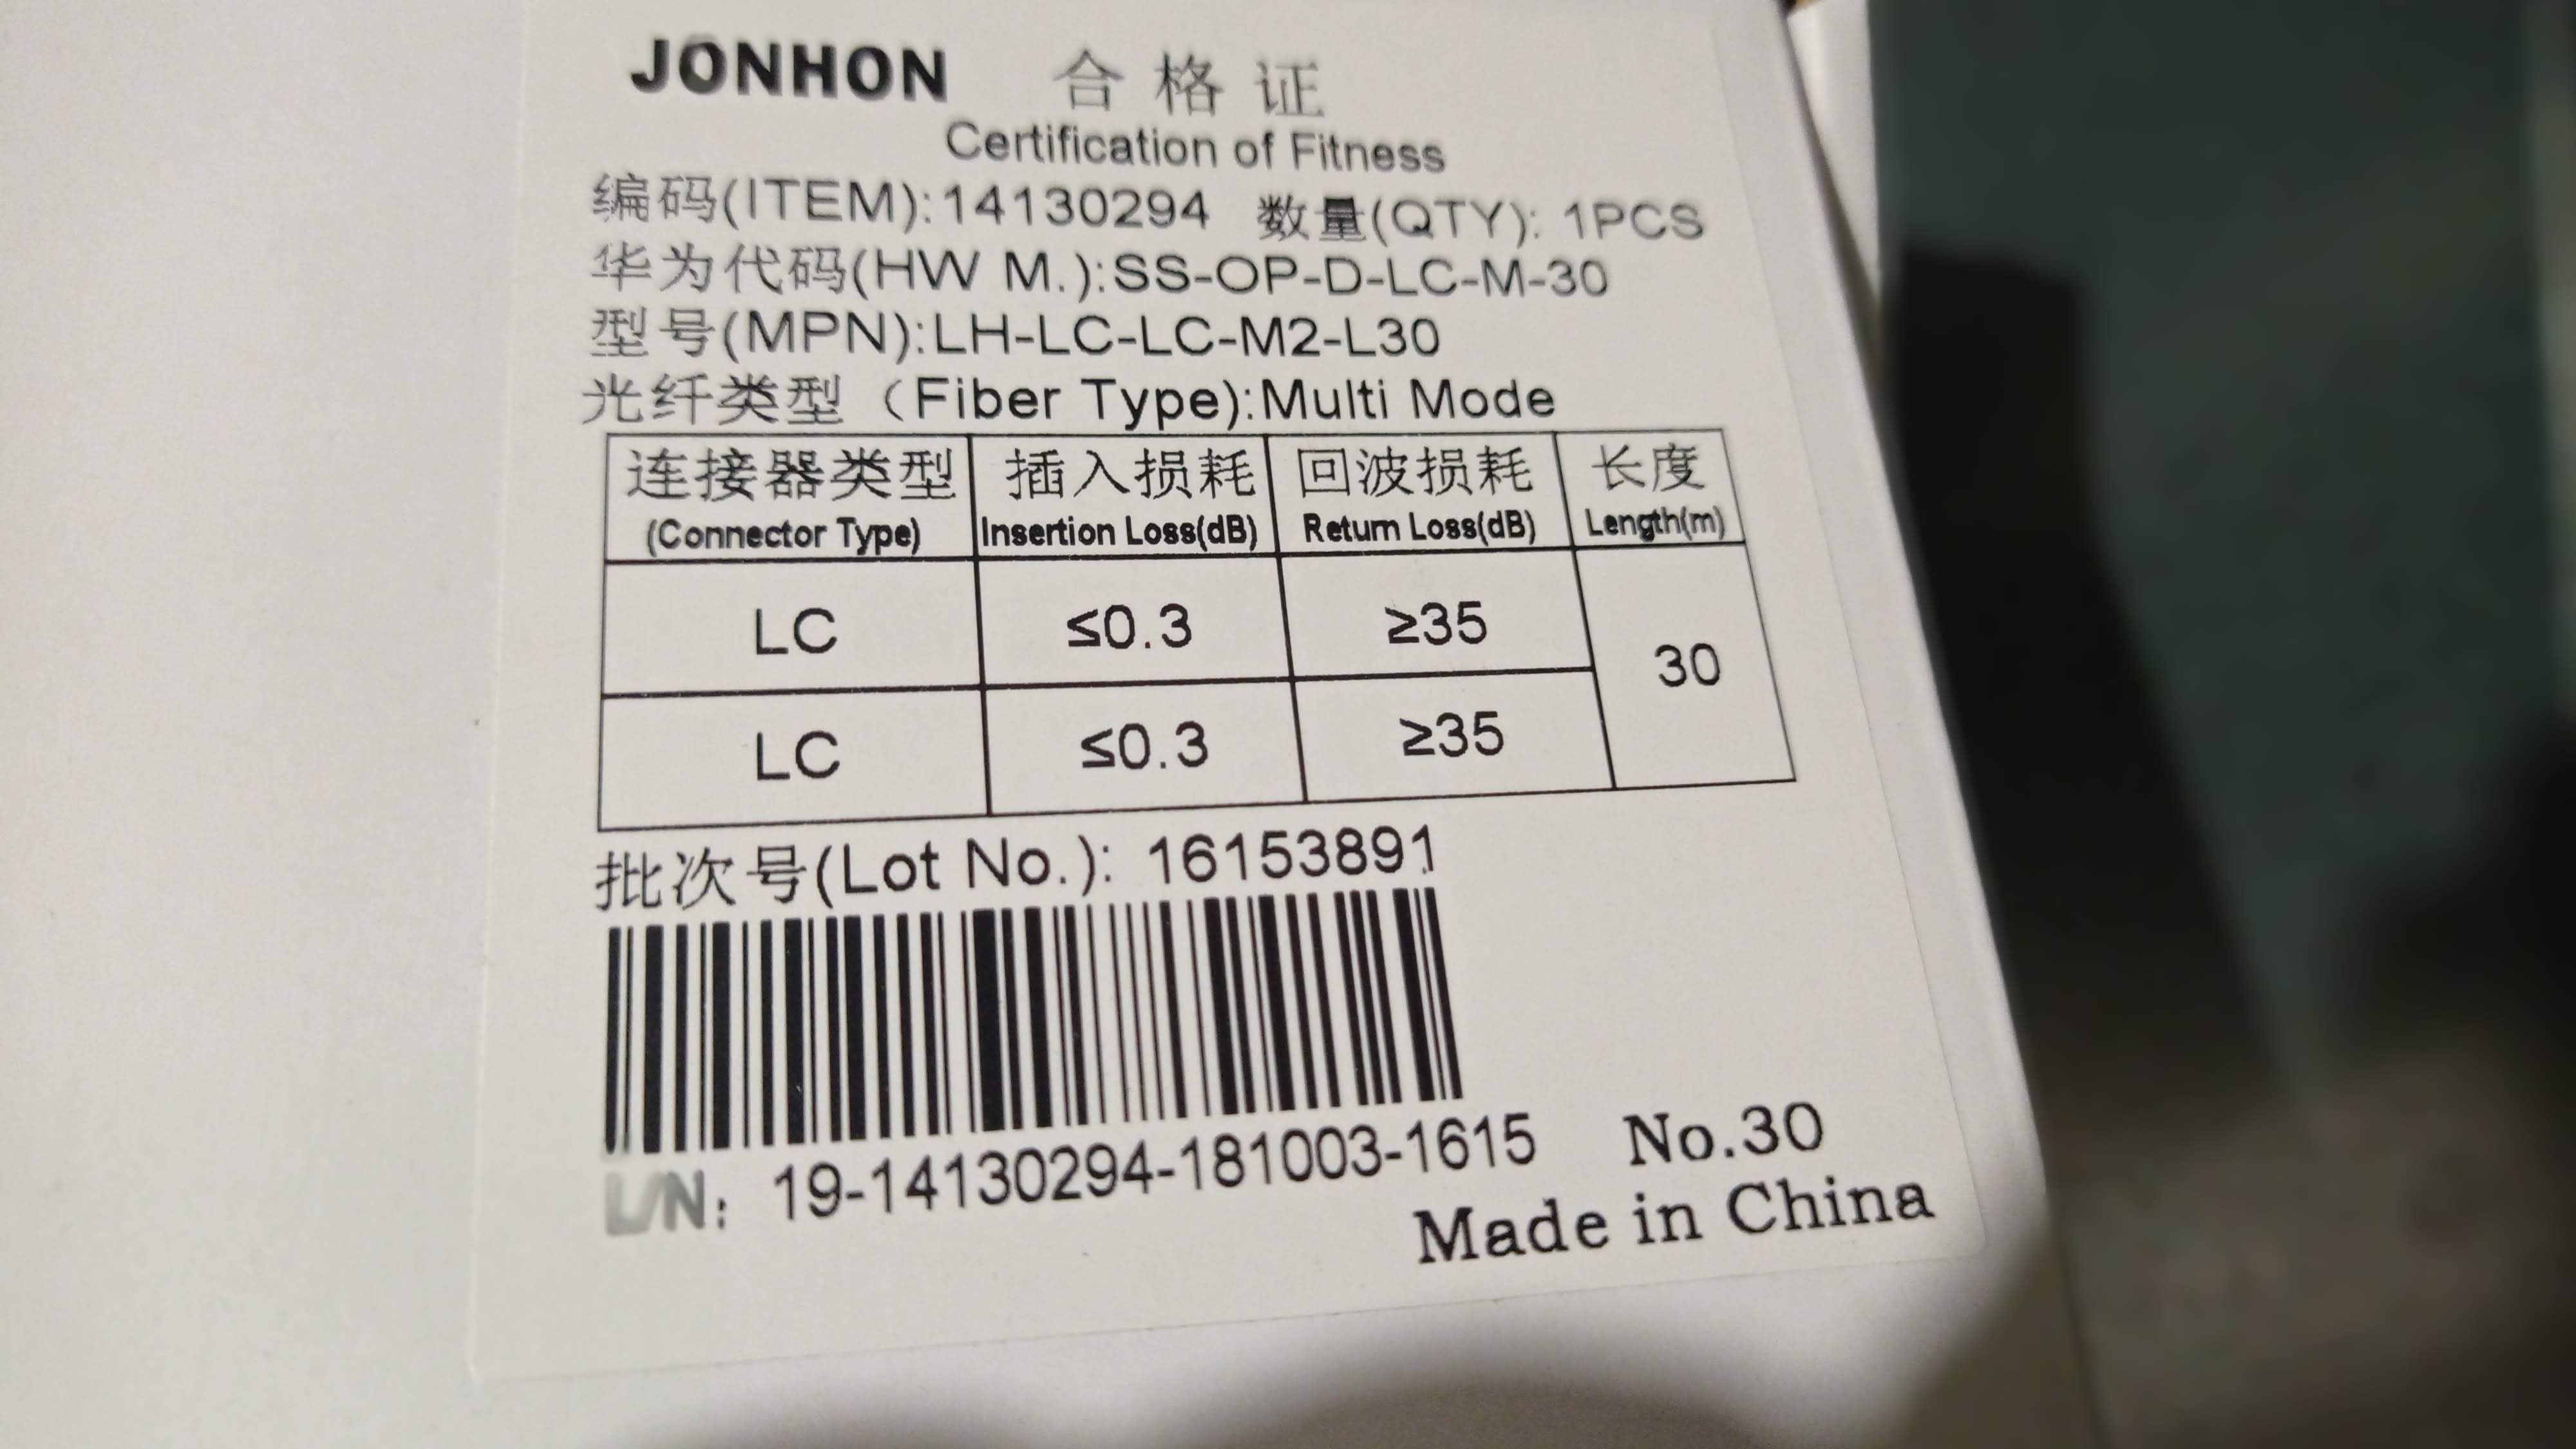 JONHON 合格证
Certification of Fitness
编码(ITEM):14130294 数量(QTY): 1PCS
华为代码(HW M.):SS-OP-D-LC-M-30
型号(MPN):LH-LC-LC-M2-L30
光纤类型（Fiber Type):Multi Mode
连接器类型 插入损耗 回波损耗 长度
(Connector Type) Insertion Loss(dB) Return Loss(dB) Length(m)
LC ≤0.3 ≥35
30
LC ≤0.3 ≥35
批次号(Lot No.): 16153891
L/N: 19-14130294-181003-1615 No.30
Made in China